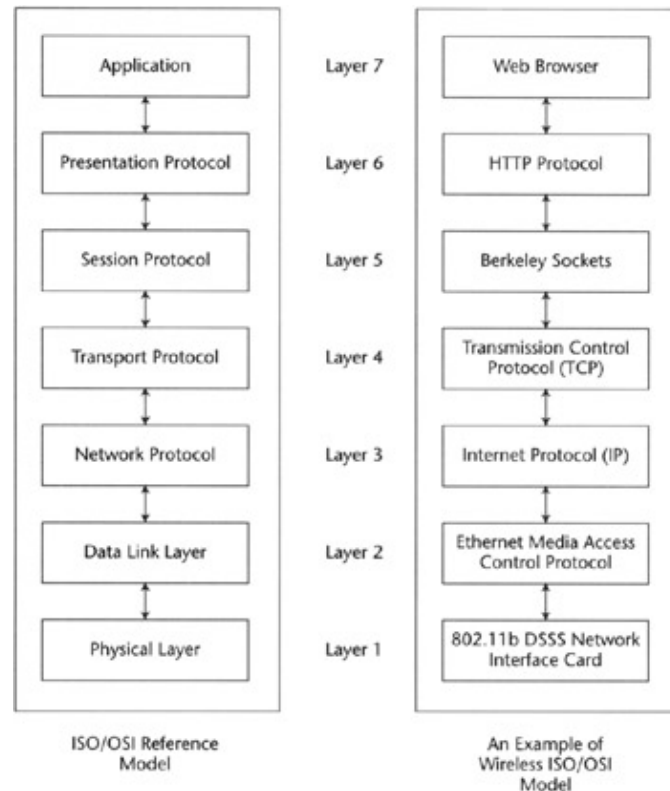 Application
Layer 7
Web Browser
Presentation Protocol
Layer 6
HTTP Protocol
Session Protocol
Layer 5
Berkeley Sockets
Transport Protocol
Layer 4
Transmission Control
Protocol (TCP)
Network Protocol
Layer 3
Internet Protocol (IP)
Data Link Layer
Layer 2
Ethernet Media Access
Control Protocol
Physical Layer
Layer 1
802.11b DSSS Network
Interface Card
ISO/OSI Reference
Model
An Example of
Wireless ISO/OSI
Model